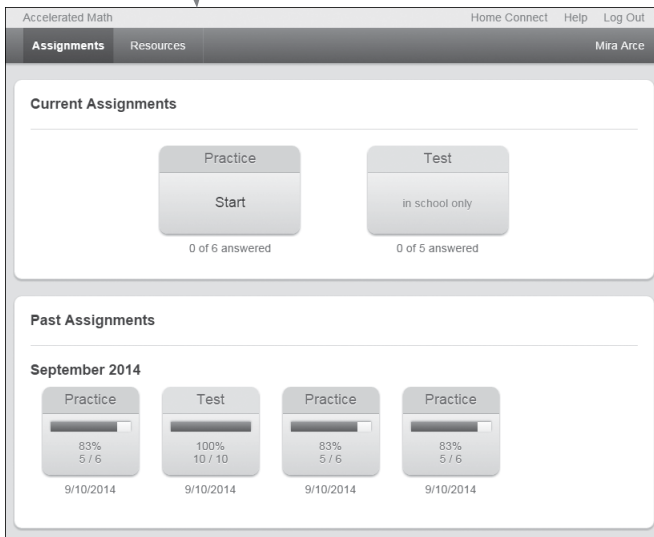 Accelerated Math Home Connect Help Log Out
Assignments Resources Mira Arce
Current Assignments
Practice Test
Start in school only
0 of 6 answered 0 of 5 answered
Past Assignments
September 2014
Practice Test Practice Practice
83% 100% 83% 83%
5 / 6 10 / 10 5 / 6 5 / 6
9/10/2014 9/10/2014 9/10/2014 9/10/2014